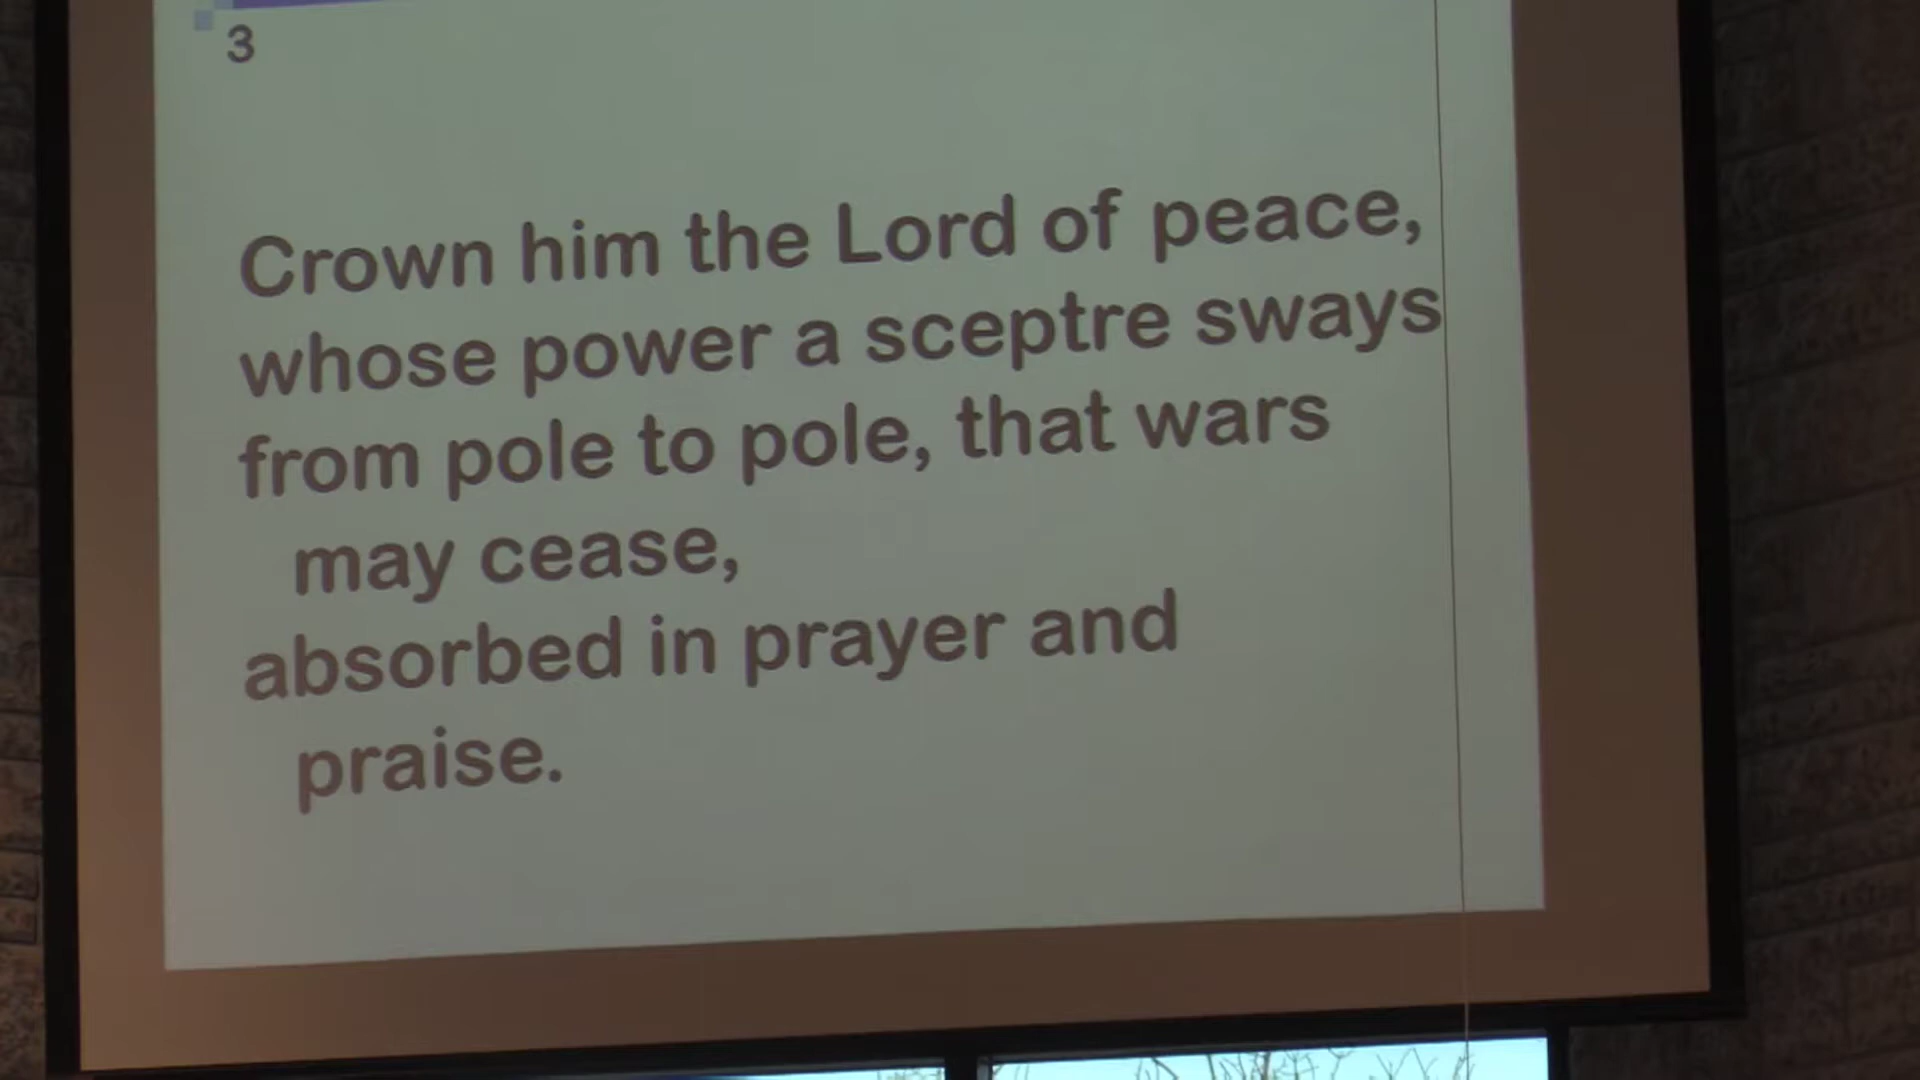 3
Crown him the Lord of peace,
whose power a sceptre sways
from pole to pole, that wars
may cease,
absorbed in prayer and
praise.